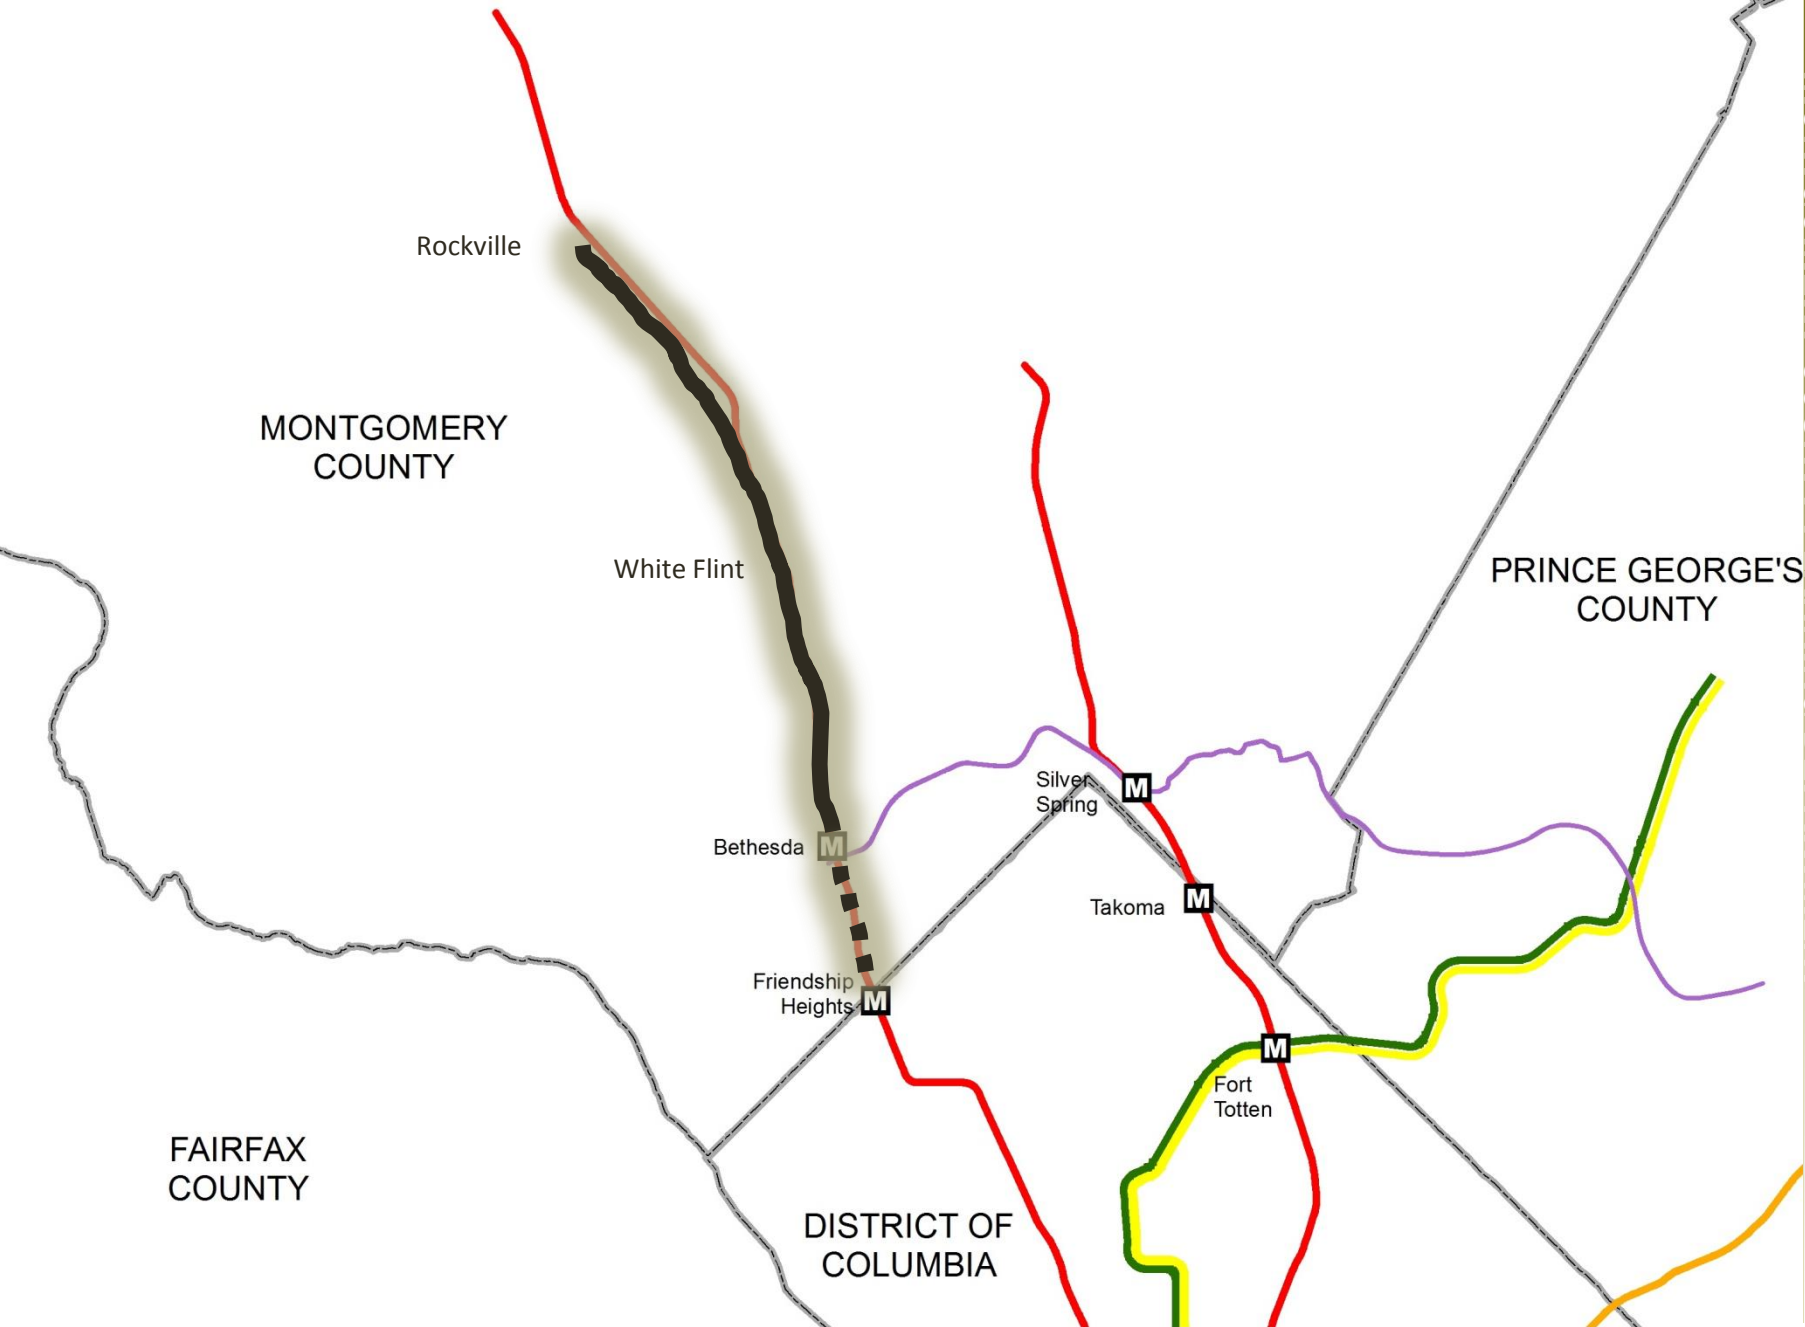 Rockville
MONTGOMERY
COUNTY
White Flint
PRINCE GEORGE'S
COUNTY
Silver
Spring
M
Bethesda
M
Takoma
M
Friendship
Heights
M
M
Fort
Totten
FAIRFAX
COUNTY
DISTRICT OF
COLUMBIA